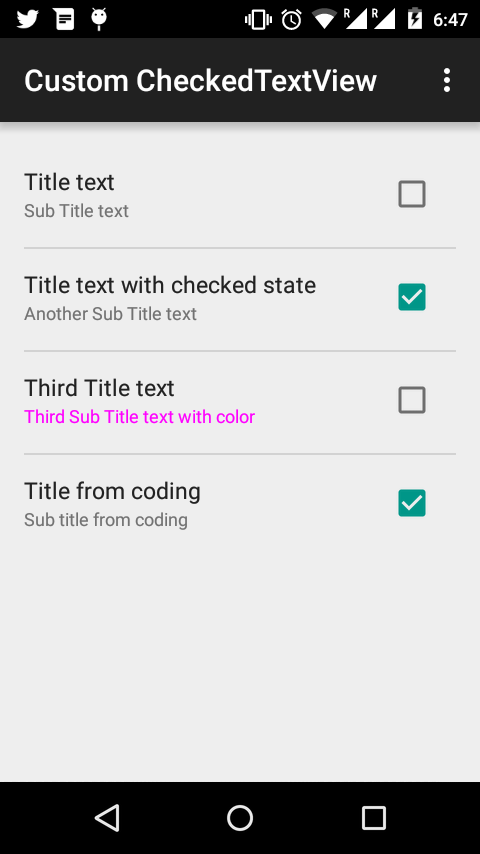 R R 6:47
Custom CheckedTextView
Title text
Sub Title text
Title text with checked state
Another Sub Title text
Third Title text
Third Sub Title text with color
Title from coding
Sub title from coding